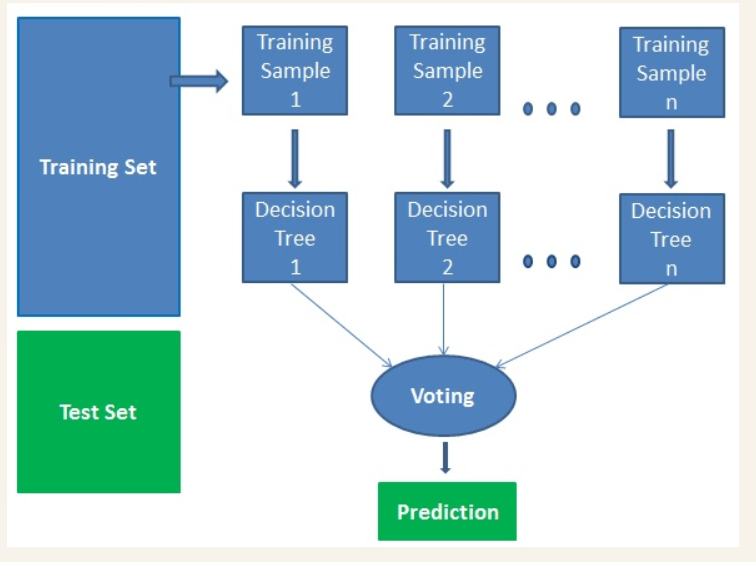 Training Set
Training
Sample
1
Training
Sample
2
Training
Sample
n
Decision
Tree
1
Decision
Tree
2
Decision
Tree
n
Test Set
Voting
Prediction